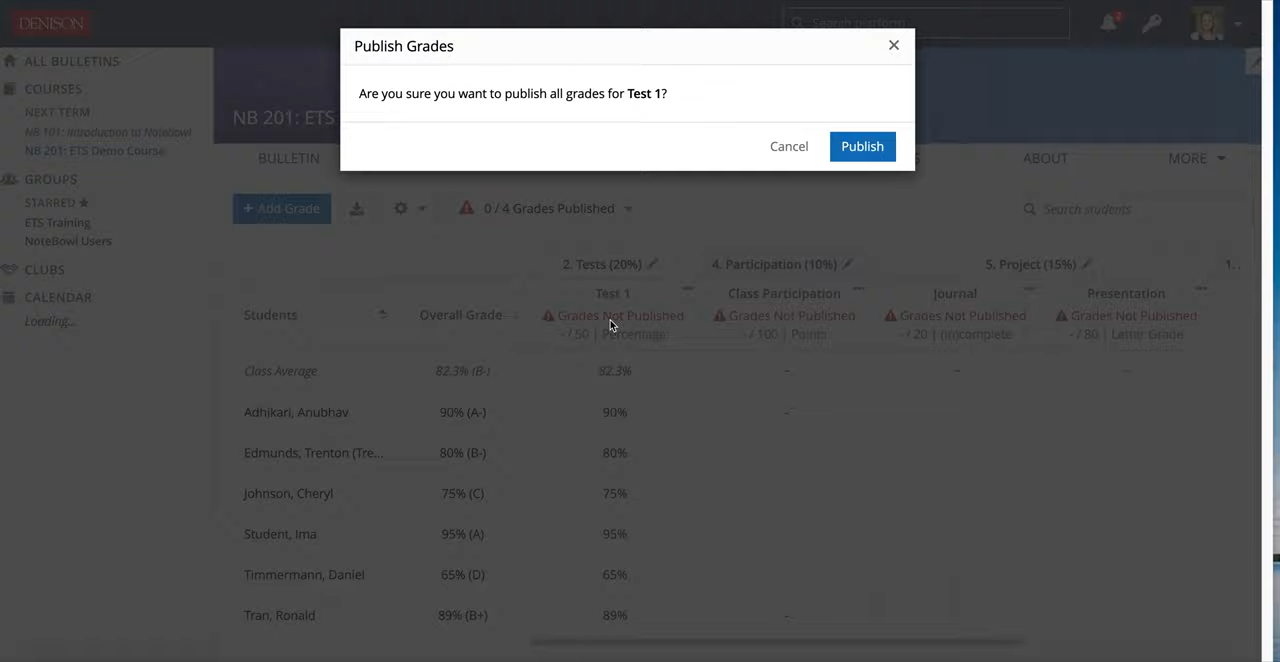 DENISON
Search platform
2
Publish Grades
Are you sure you want to publish all grades for Test 1?
Cancel
Publish
ALL BULLETINS
COURSES
NEXT TERM
NB 101: Introduction to Notebowl
NB 201: ETS Demo Course
GROUPS
STARRED
ETS Training
NoteBowl Users
CLUBS
CALENDAR
Loading...
NB 201: ETS
BULLETIN
ABOUT
MORE
+ Add Grade
0 / 4 Grades Published
Search students
2. Tests (20%)
4. Participation (10%)
5. Project (15%)
1. .
Students
Overall Grade
Test 1
Grades Not Published
- / 50 | Percentage
Class Participation
Grades Not Published
- / 100 | Points
Journal
Grades Not Published
- / 20 | (In)complete
Presentation
Grades Not Published
- / 80 | Letter Grade
Class Average 82.3% (B-) 82.3% – – –
Adhikari, Anubhav 90% (A-) 90% –
Edmunds, Trenton (Tre... 80% (B-) 80%
Johnson, Cheryl 75% (C) 75%
Student, Ima 95% (A) 95%
Timmermann, Daniel 65% (D) 65%
Tran, Ronald 89% (B+) 89% –